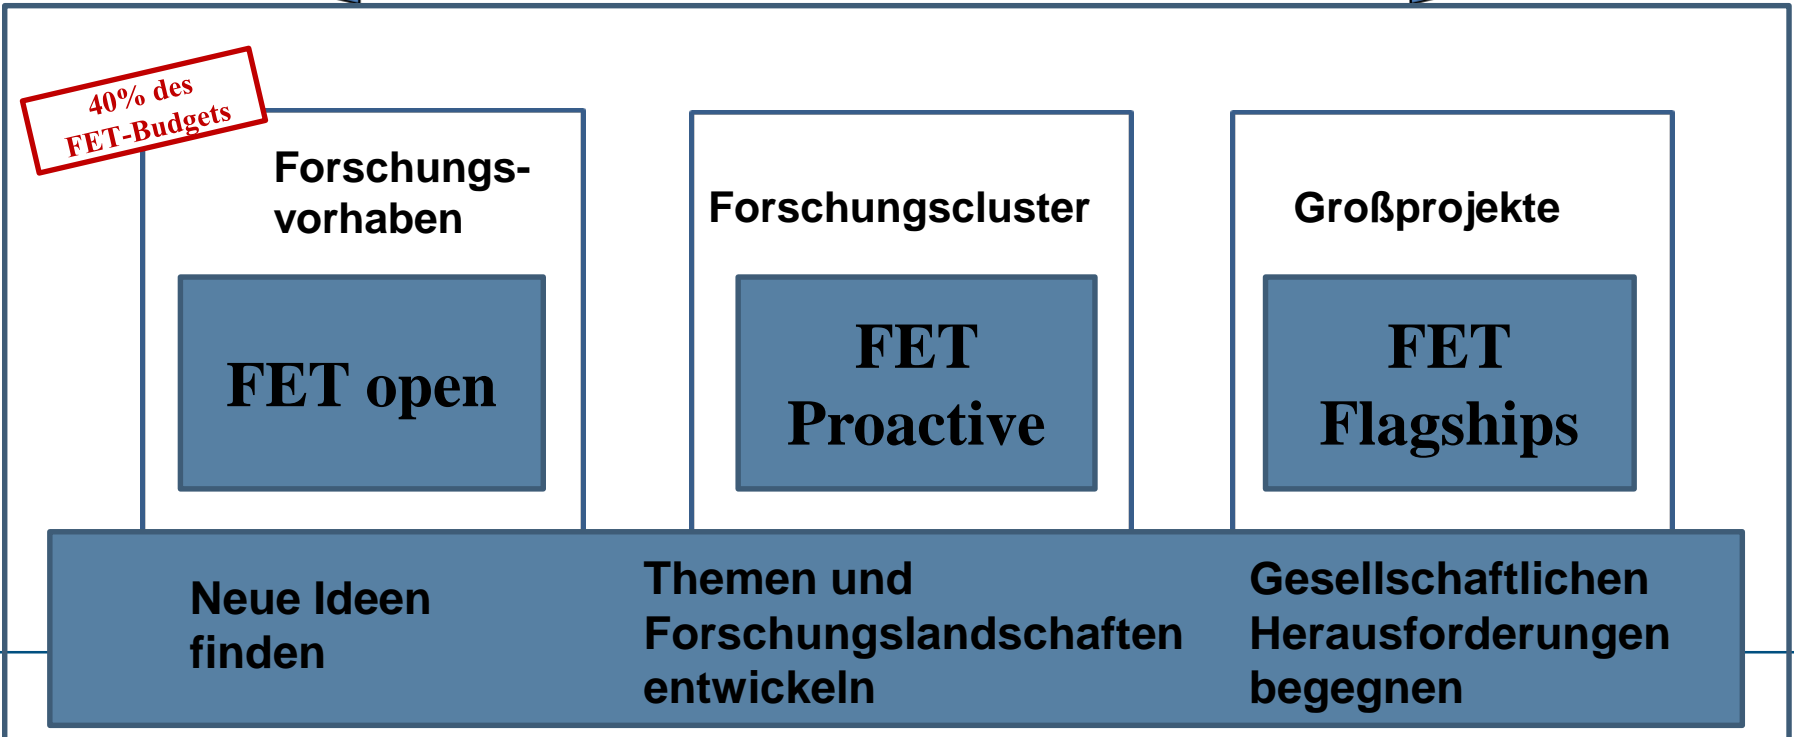 40% des
FET-Budgets
Forschungs-
vorhaben
FET open
Neue Ideen
finden
Forschungscluster
FET
Proactive
Themen und
Forschungslandschaften
entwickeln
Großprojekte
FET
Flagships
Gesellschaftlichen
Herausforderungen
begegnen